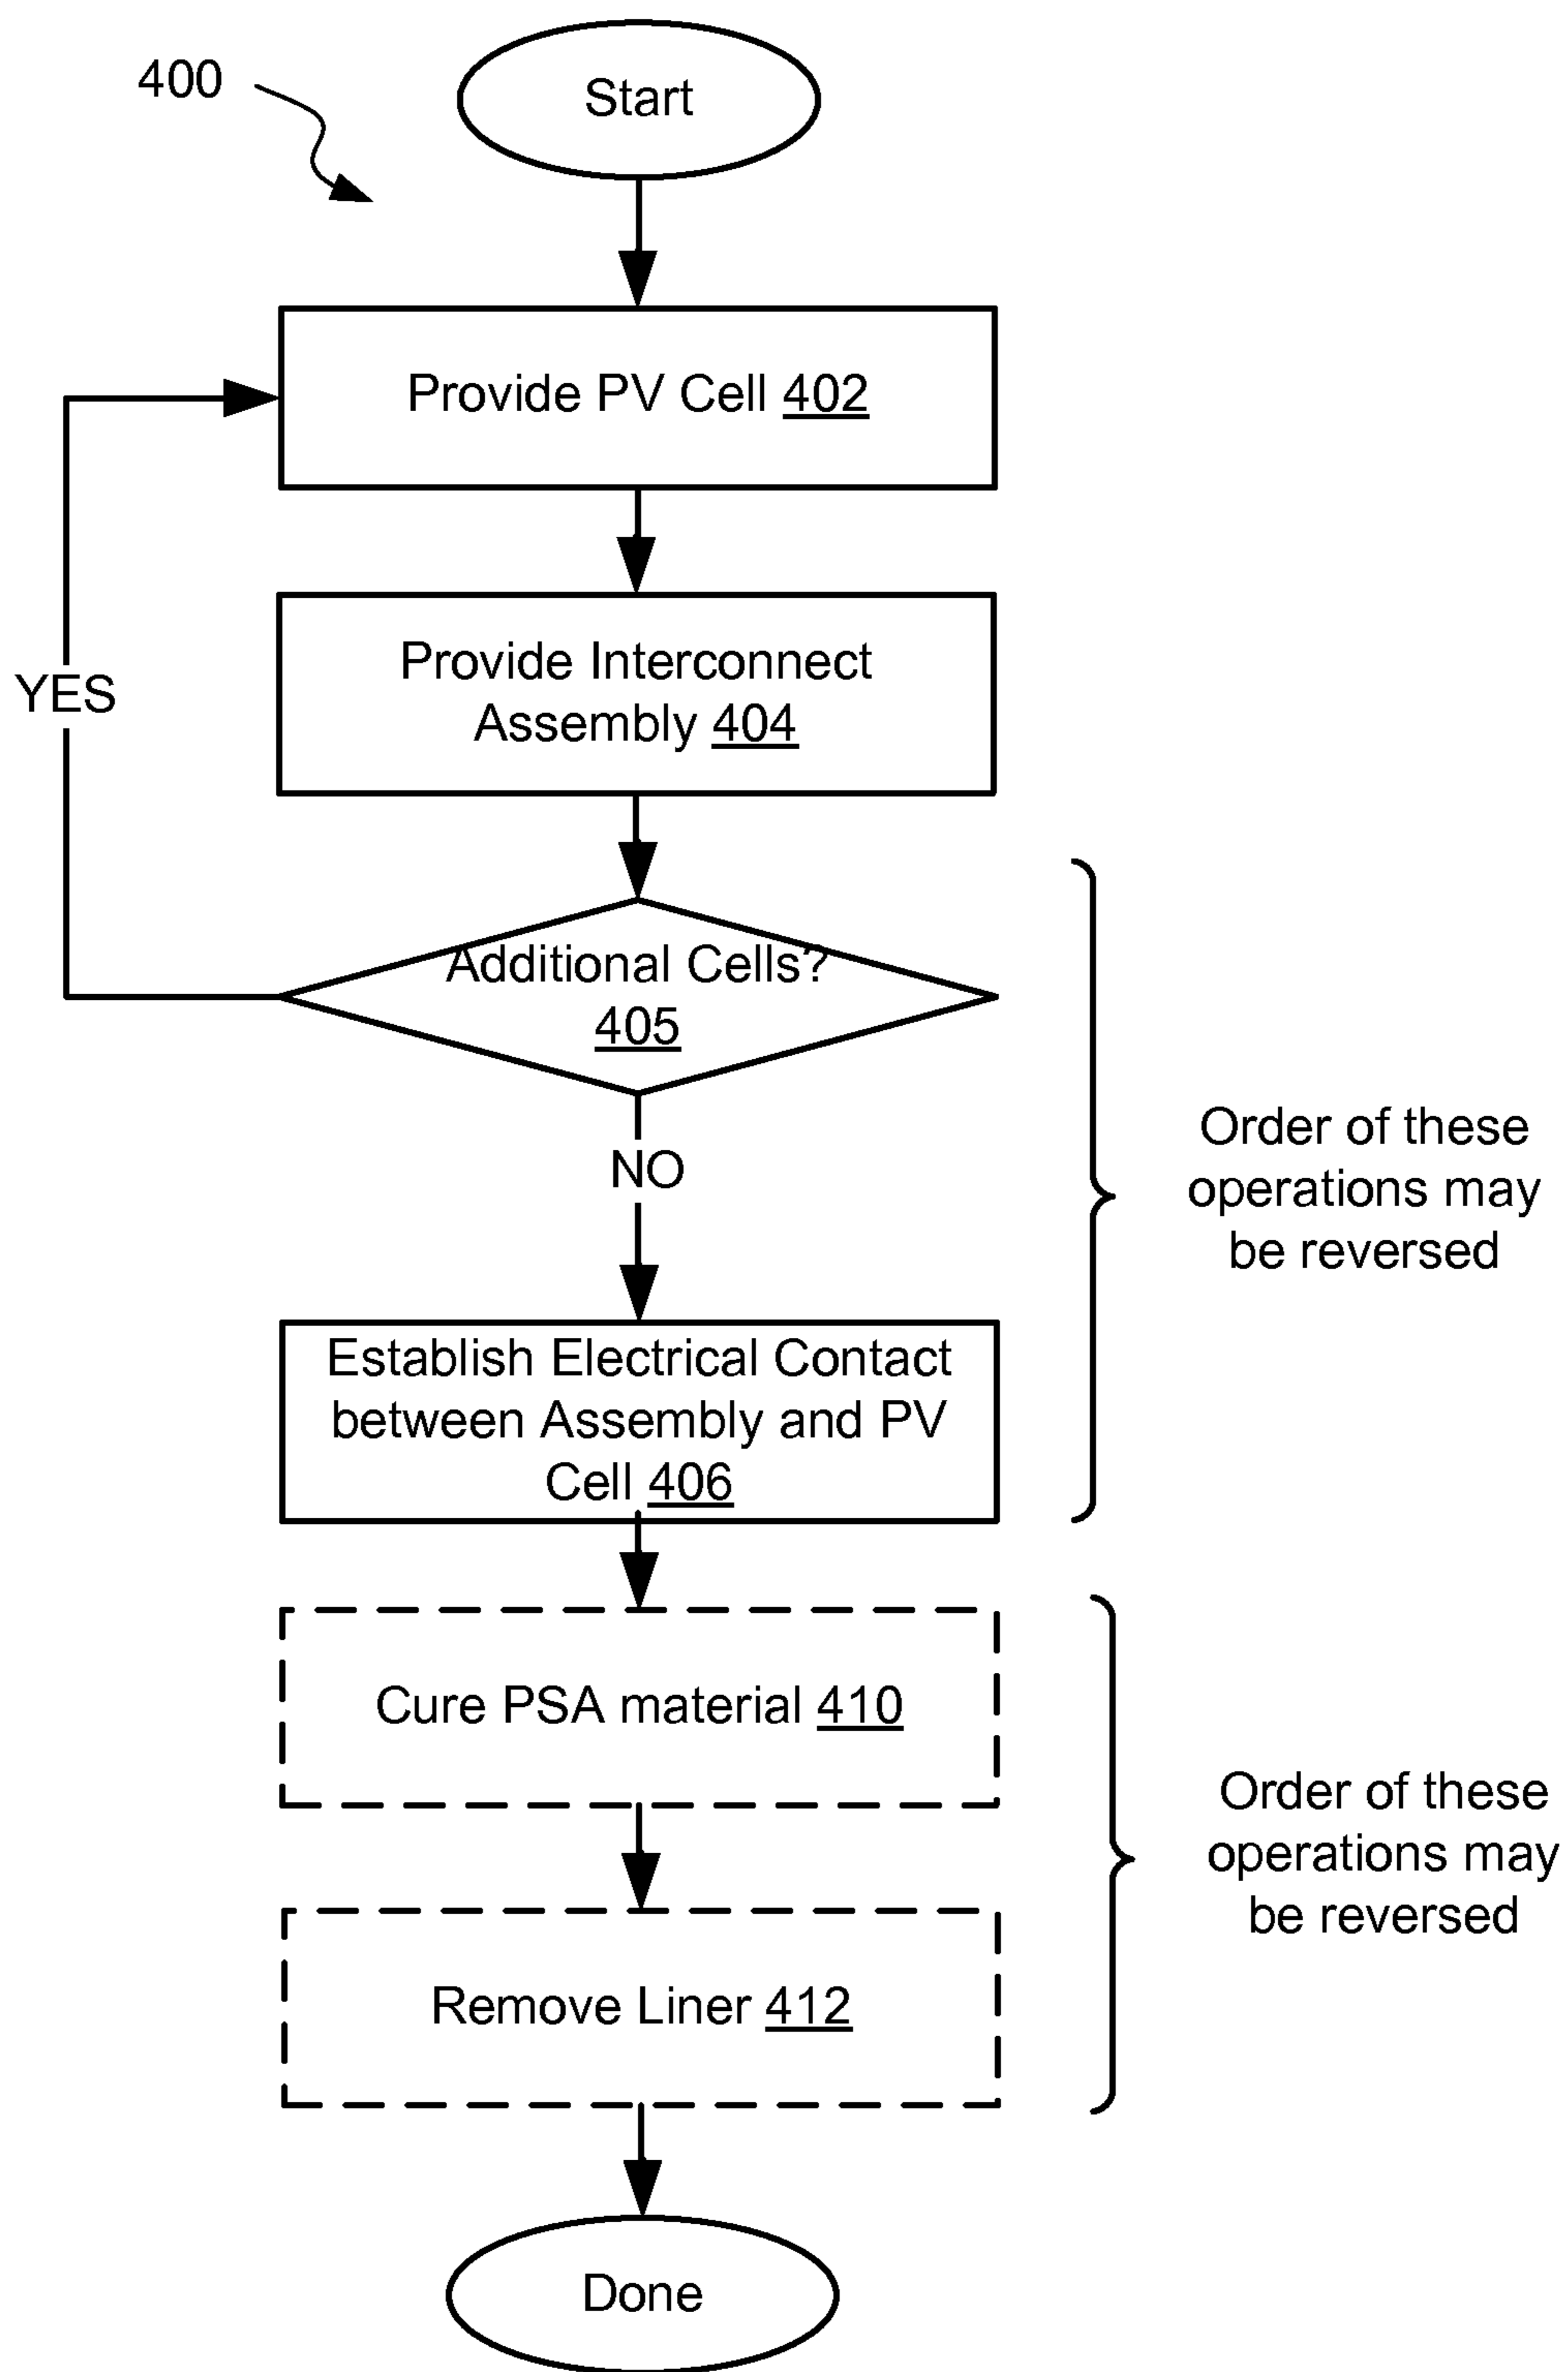 400
Start
Provide PV Cell 402
Provide Interconnect
Assembly 404
YES
Additional Cells?
405
NO
Order of these
operations may
be reversed
Establish Electrical Contact
between Assembly and PV
Cell 406
Cure PSA material 410
Order of these
operations may
be reversed
Remove Liner 412
Done